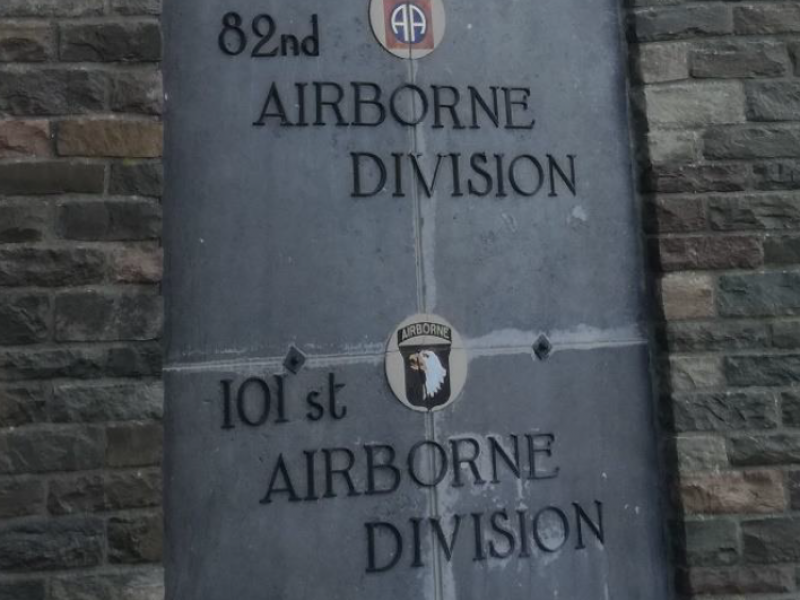 82nd
AA
AIRBORNE
DIVISION
AIRBORNE
101 st
AIRBORNE
DIVISION